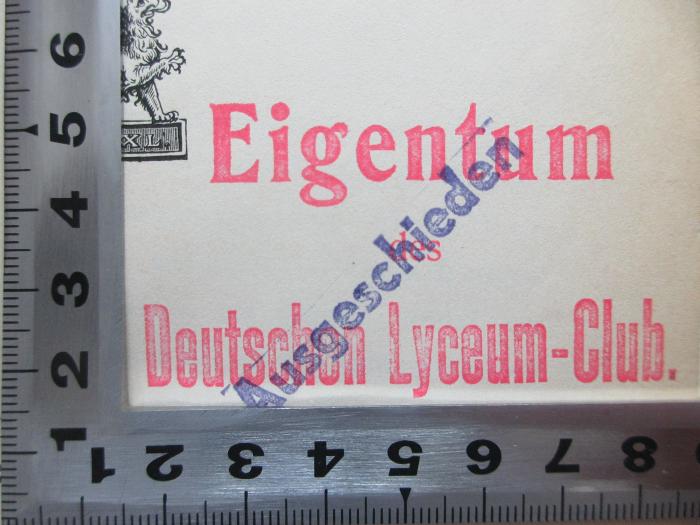 XL.
Eigentum
des
Deutschen Lyceum-Club.
Ausgeschieden
6
5
4
3
2
1
1 2 3 4 5 6 7 8